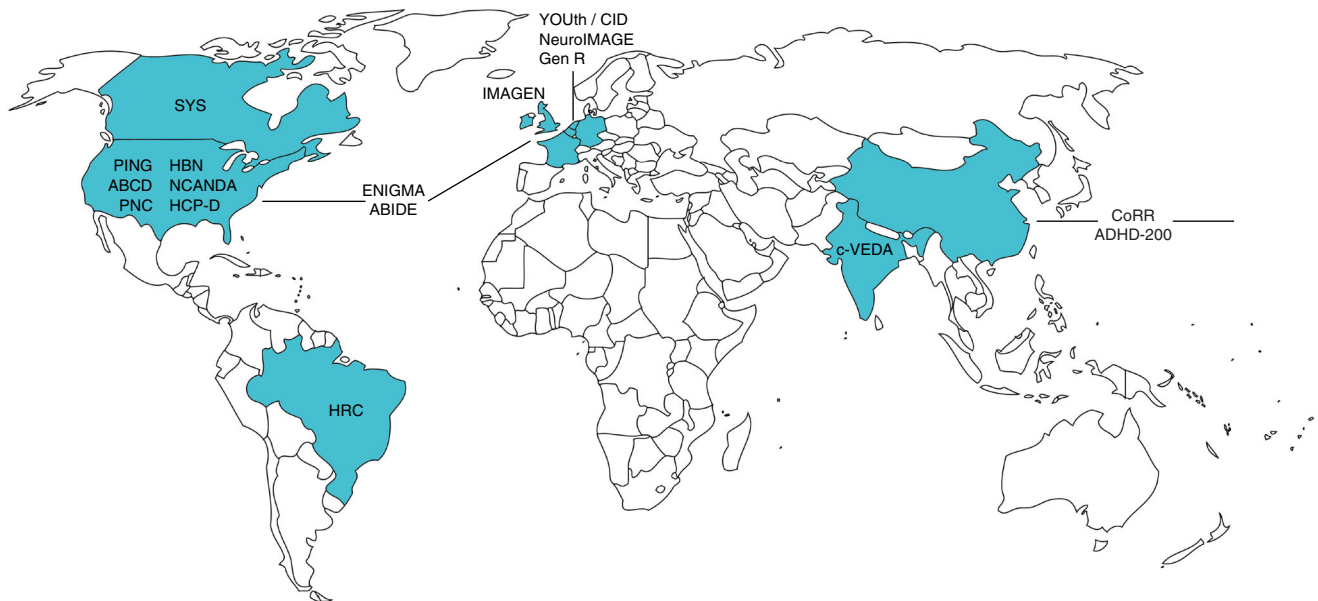 YOUth / CID
NeuroIMAGE
Gen R
IMAGEN
SYS
PING HBN
ABCD NCANDA
PNC HCP-D
ENIGMA
ABIDE
CoRR
ADHD-200
c-VEDA
HRC